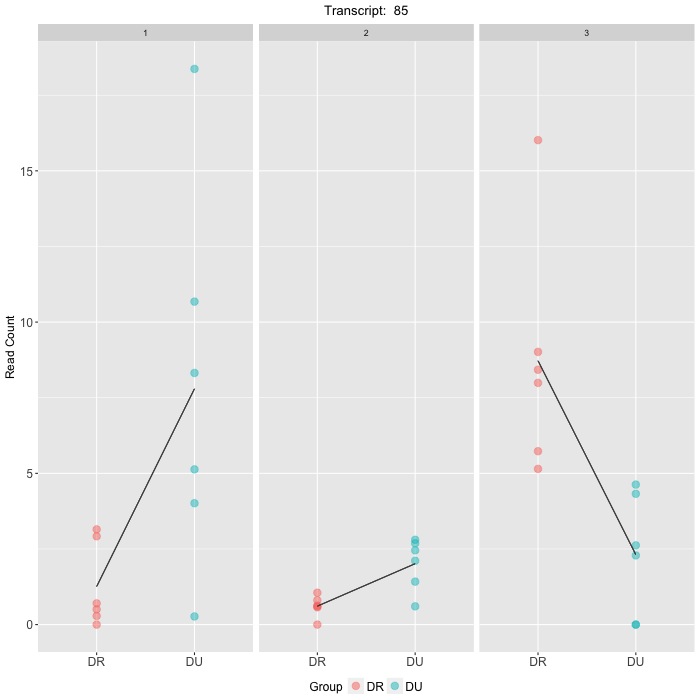 Transcript:  85
1 2 3
Read Count
15
10
5
0
DR DU DR DU DR DU
Group DR DU